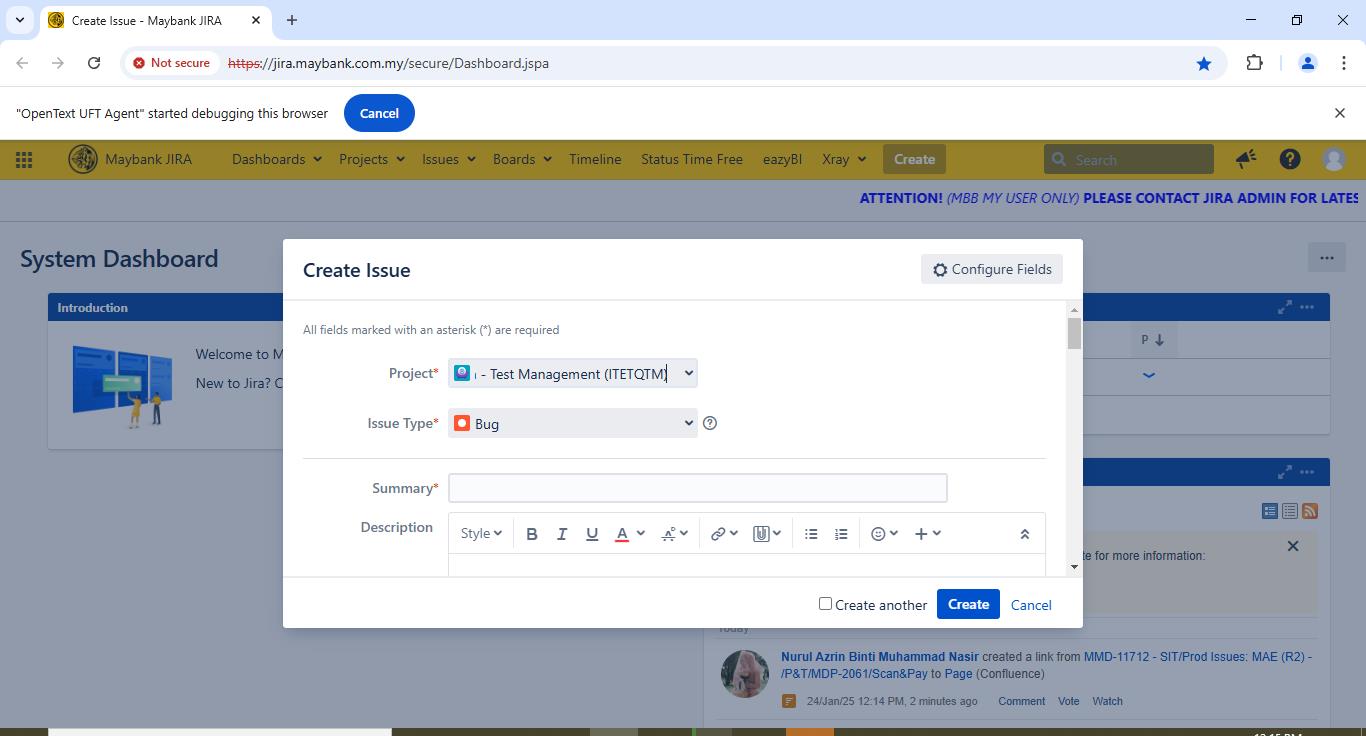 Create Issue - Maybank JIRA
Not secure https://jira.maybank.com.my/secure/Dashboard.jspa
"OpenText UFT Agent" started debugging this browser Cancel
Maybank JIRA Dashboards Projects Issues Boards Timeline Status Time Free eazyBI Xray Create Search
ATTENTION! (MBB MY USER ONLY) PLEASE CONTACT JIRA ADMIN FOR LATES
System Dashboard
Create Issue Configure Fields
Introduction
All fields marked with an asterisk (*) are required
P
Welcome to M
Project* - Test Management (ITETQTM)
New to Jira? C
Issue Type* Bug
Summary*
Description Style B I U A
te for more information:
Create another Create Cancel
Today
Nurul Azrin Binti Muhammad Nasir created a link from MMD-11712 - SIT/Prod Issues: MAE (R2) -
/P&T/MDP-2061/Scan&Pay to Page (Confluence)
24/Jan/25 12:14 PM, 2 minutes ago Comment Vote Watch
12:15 PM